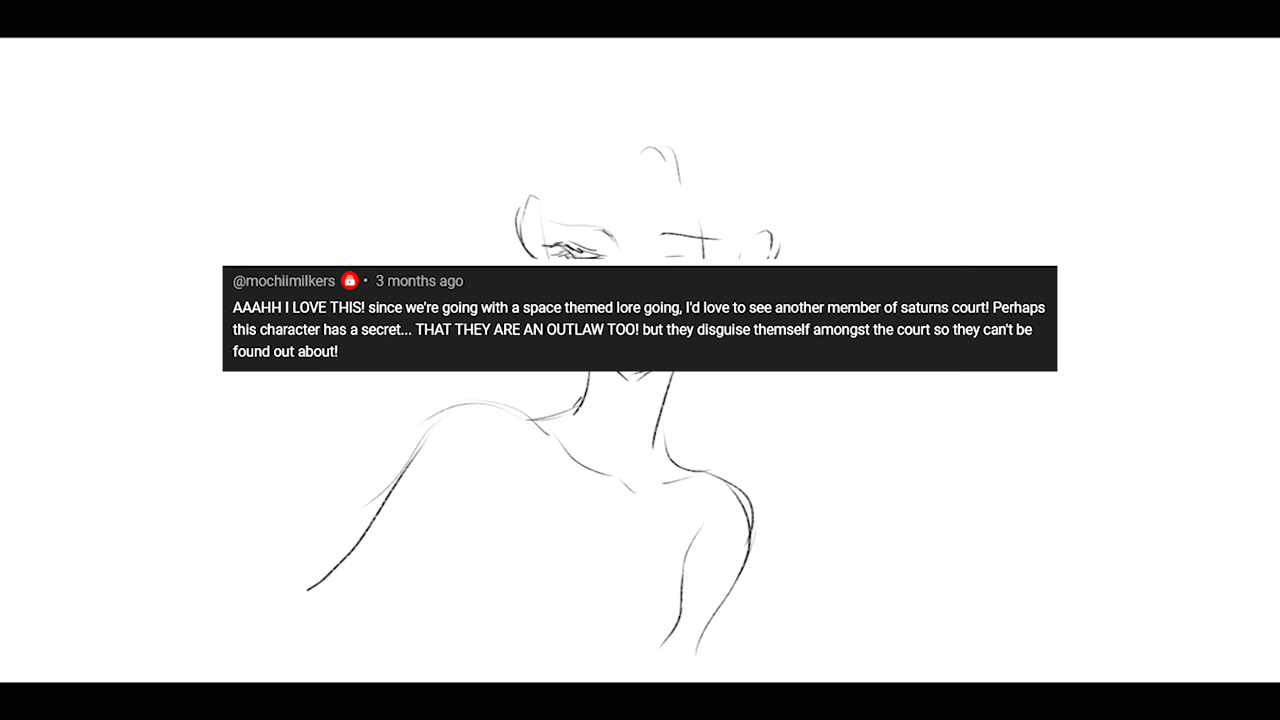 @mochiimilkers • 3 months ago
AAAHH I LOVE THIS! since we're going with a space themed lore going, I'd love to see another member of saturns court! Perhaps
this character has a secret... THAT THEY ARE AN OUTLAW TOO! but they disguise themself amongst the court so they can't be
found out about!